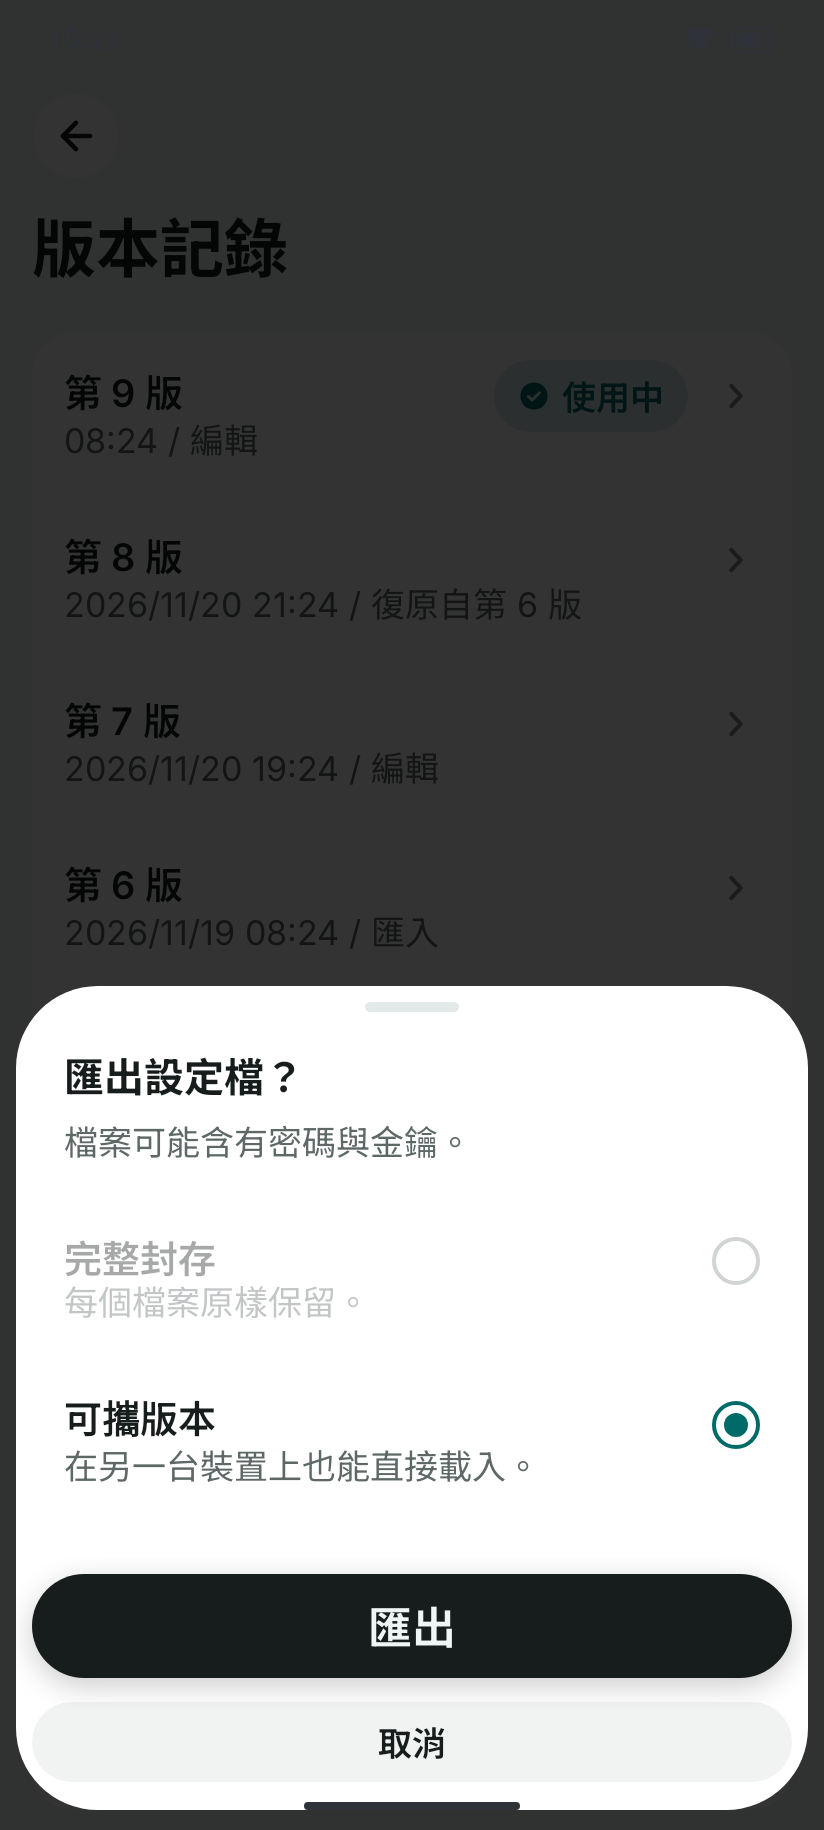 版本記錄
第 9 版
使用中
08:24 / 編輯
第 8 版
2026/11/20 21:24 / 復原自第 6 版
第 7 版
2026/11/20 19:24 / 編輯
第 6 版
2026/11/19 08:24 / 匯入
匯出設定檔？
檔案可能含有密碼與金鑰。
完整封存
每個檔案原樣保留。
可攜版本
在另一台裝置上也能直接載入。
匯出
取消